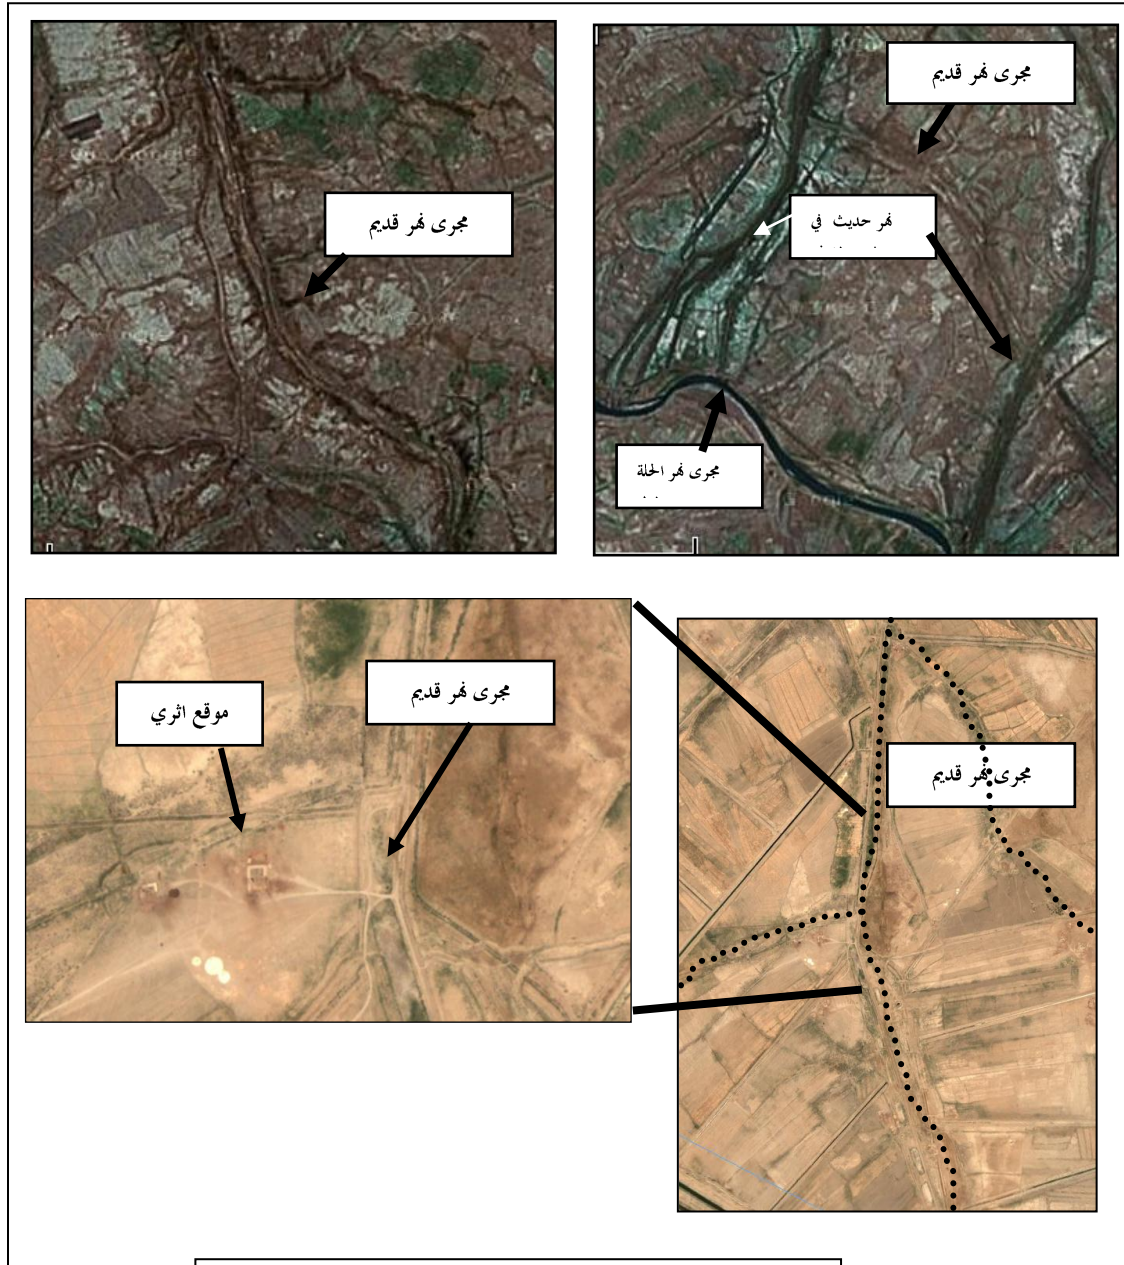 مجرى نهر قديم
مجرى نهر قديم
نهر حديث في
مجرى نهر الحلة
موقع اثري
مجرى نهر قديم
مجرى نهر قديم